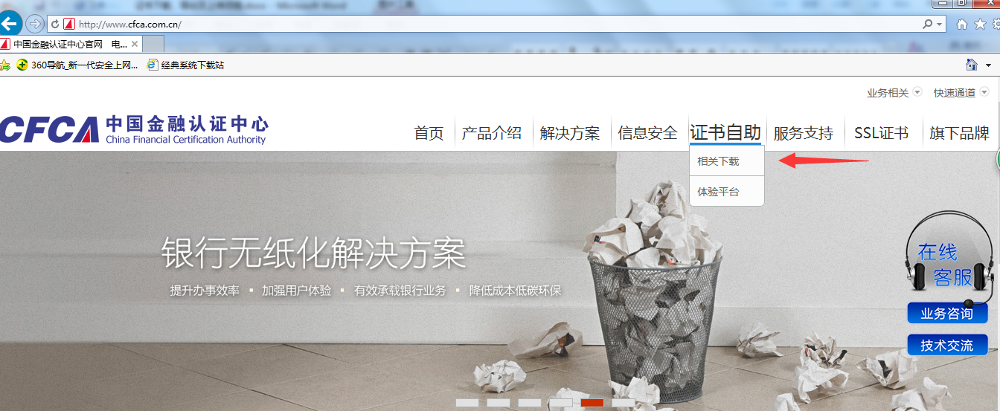 Microsoft Word
http://www.cfca.com.cn/
中国金融认证中心官网 电...
360导航_新一代安全上网...
经典系统下载站
业务相关
快速通道
CFCA 中国金融认证中心
China Financial Certification Authority
首页 产品介绍 解决方案 信息安全 证书自助 服务支持 SSL证书 旗下品牌
相关下载
体验平台
银行无纸化解决方案
提升办事效率 ▪ 加强用户体验 ▪ 有效承载银行业务 ▪ 降低成本低碳环保
在线
客服
业务咨询
技术交流